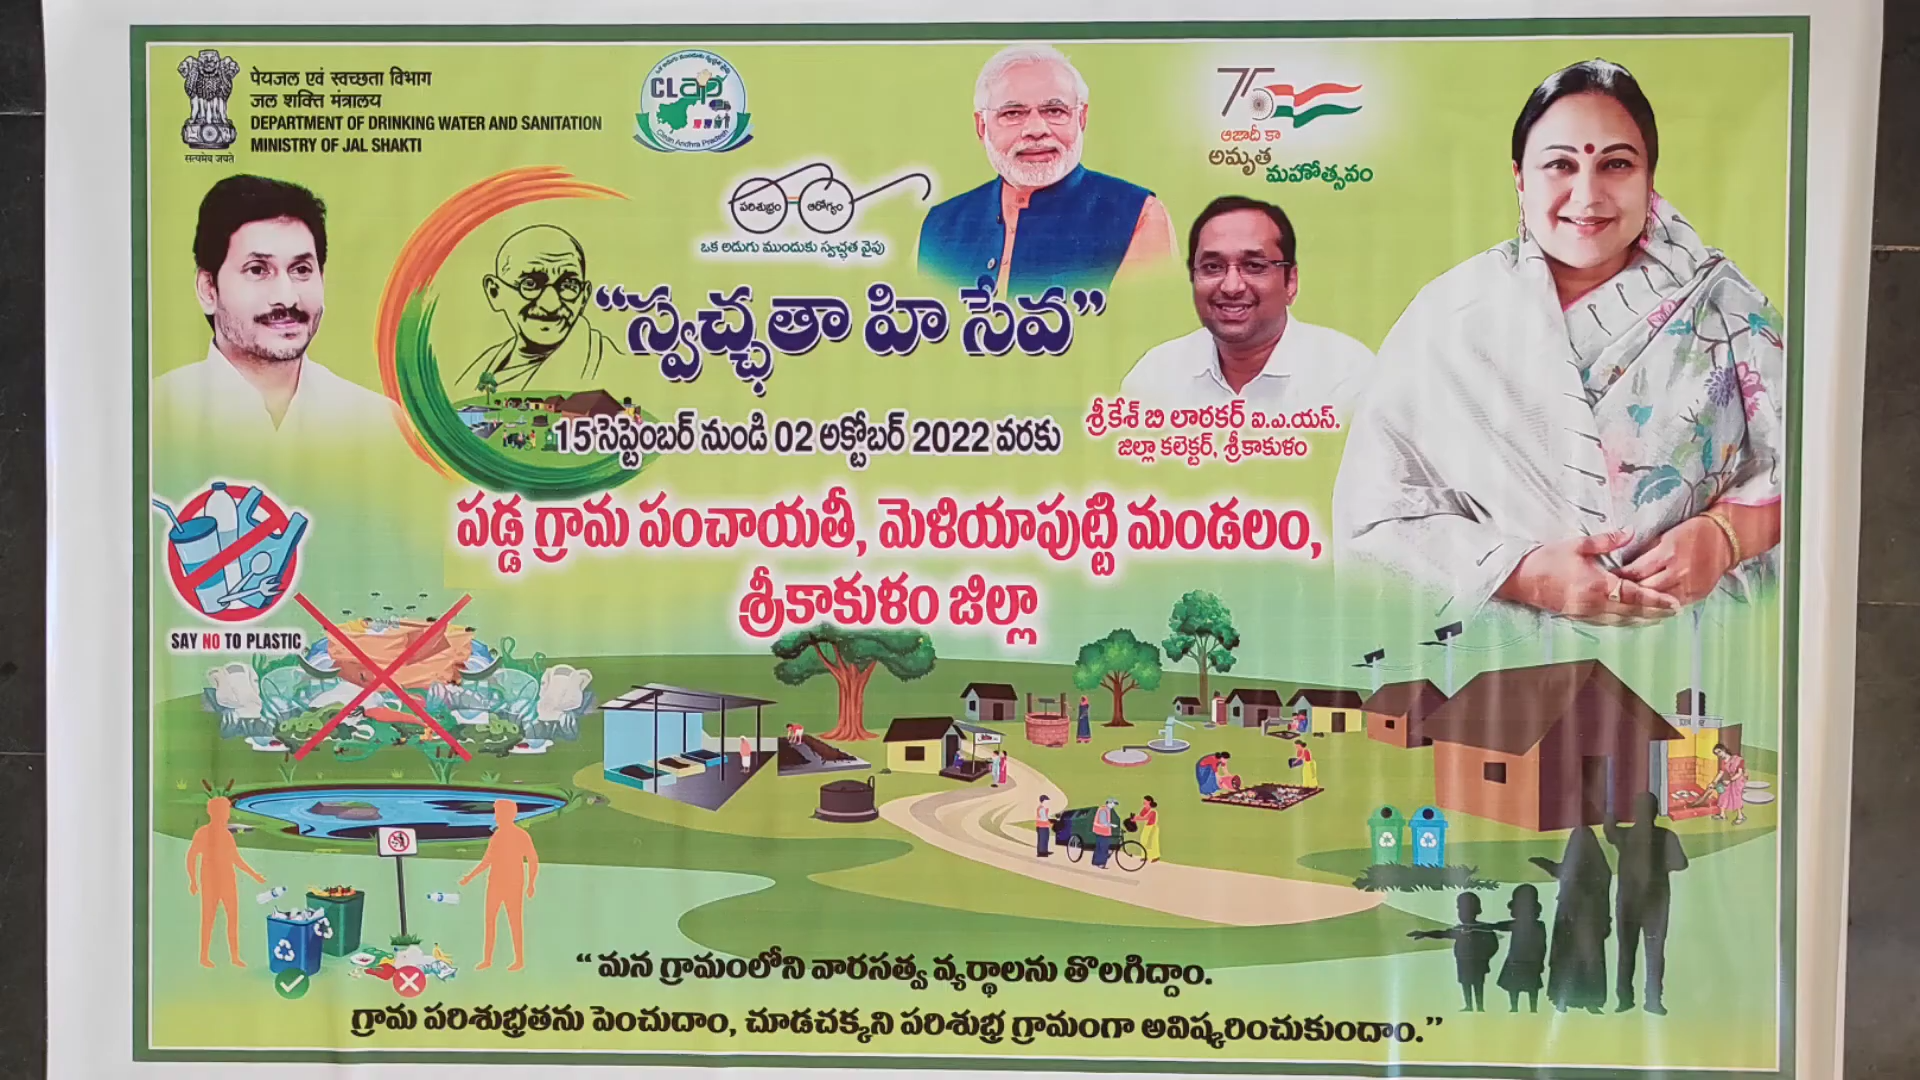 पेयजल एवं स्वच्छता विभाग
जल शक्ति मंत्रालय
DEPARTMENT OF DRINKING WATER AND SANITATION
MINISTRY OF JAL SHAKTI
सत्यमेव जयते
CLAP
Clean Andhra Pradesh
75
ఆజాదీ కా
అమృత
మహోత్సవం
పరిశుభ్రం ఆరోగ్యం
ఒక అడుగు ముందుకు స్వచ్ఛత వైపు
“స్వచ్ఛతా హి సేవ”
15 సెప్టెంబర్ నుండి 02 అక్టోబర్ 2022 వరకు
శ్రీకేశ్ బి లాఠకర్ ఐ.ఎ.యస్.
జిల్లా కలెక్టర్, శ్రీకాకుళం
పడ్డ గ్రామ పంచాయతీ, మెళియాపుట్టి మండలం,
శ్రీకాకుళం జిల్లా
SAY NO TO PLASTIC
“ మన గ్రామంలోని వారసత్వ వ్యర్థాలను తొలగిద్దాం.
గ్రామ పరిశుభ్రతను పెంచుదాం, చూడచక్కని పరిశుభ్ర గ్రామంగా అవిష్కరించుకుందాం.”